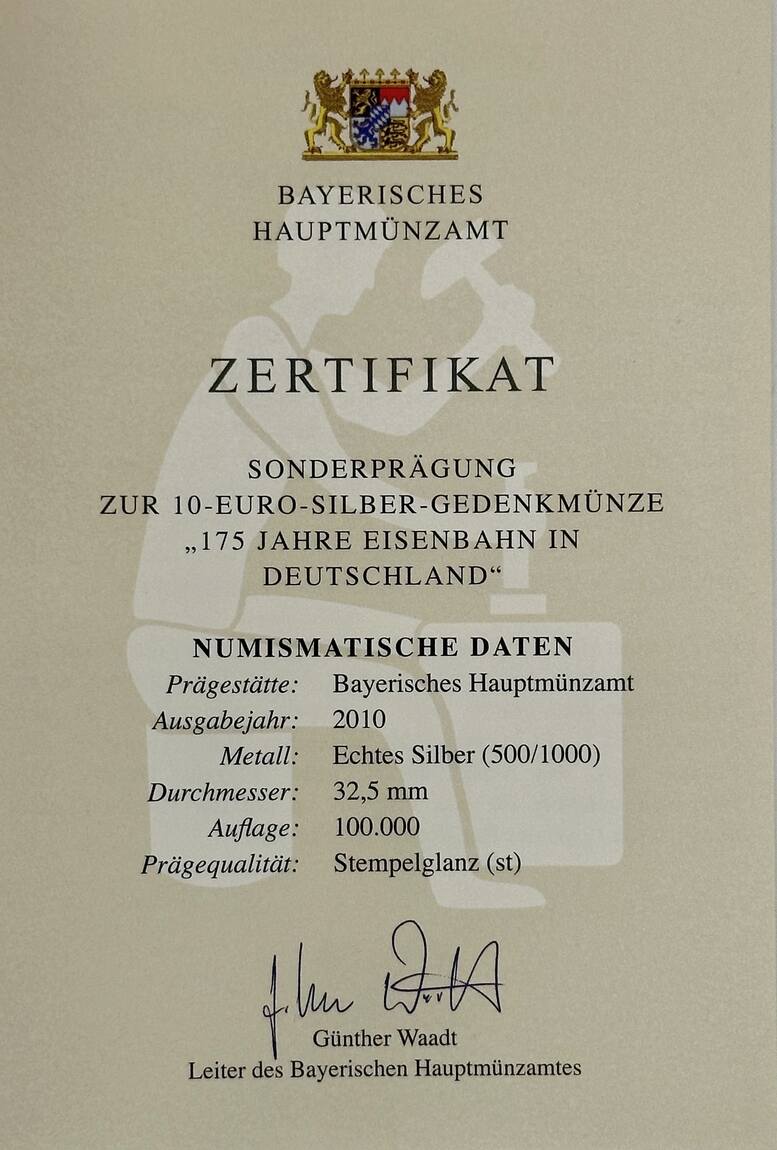 BAYERISCHES
HAUPTMÜNZAMT
ZERTIFIKAT
SONDERPRÄGUNG
ZUR 10-EURO-SILBER-GEDENKMÜNZE
„175 JAHRE EISENBAHN IN
DEUTSCHLAND“
NUMISMATISCHE DATEN
Prägestätte: Bayerisches Hauptmünzamt
Ausgabejahr: 2010
Metall: Echtes Silber (500/1000)
Durchmesser: 32,5 mm
Auflage: 100.000
Prägequalität: Stempelglanz (st)
Günther Waadt
Leiter des Bayerischen Hauptmünzamtes